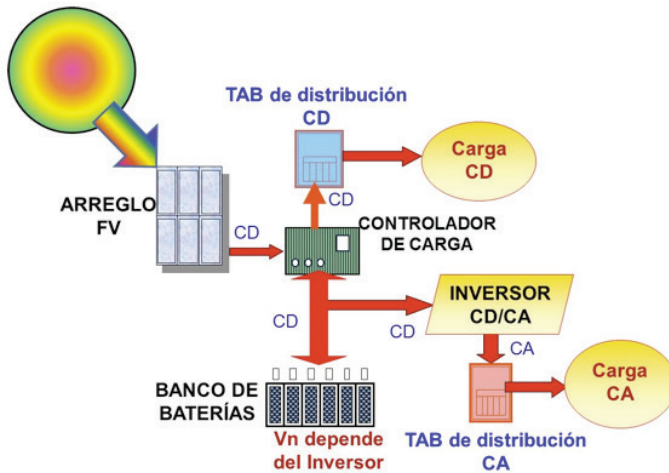 TAB de distribución
CD
Carga
CD
ARREGLO
FV
CD
CD
CONTROLADOR
DE CARGA
CD
CD
INVERSOR
CD/CA
CA
BANCO DE
BATERÍAS
Vn depende
del Inversor
TAB de distribución
CA
Carga
CA